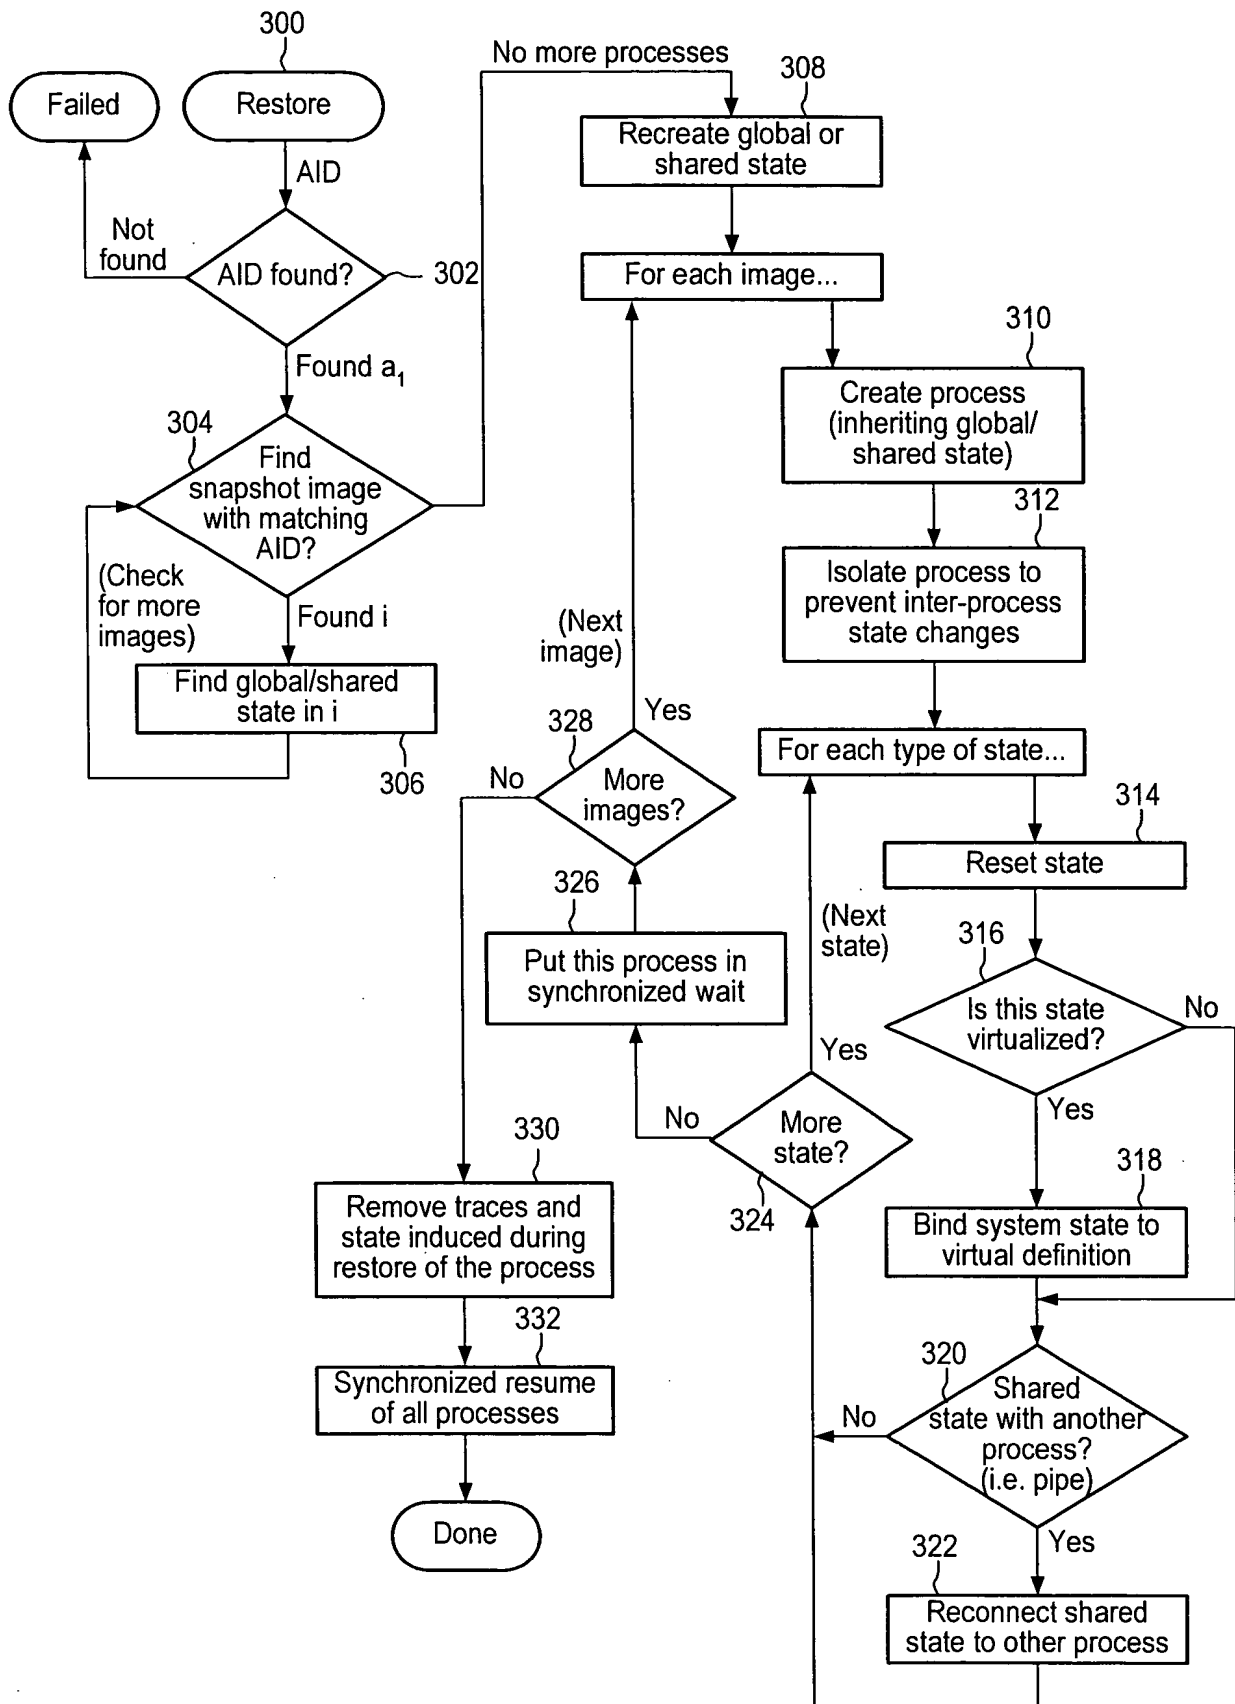 300
Failed
Restore
AID
Not
found
AID found?
302
Found a1
304
Find
snapshot image
with matching
AID?
(Check
for more
images)
Found i
Find global/shared
state in i
306
No more processes
308
Recreate global or
shared state
For each image...
310
Create process
(inheriting global/
shared state)
312
Isolate process to
prevent inter-process
state changes
For each type of state...
314
Reset state
316
Is this state
virtualized?
No
Yes
318
Bind system state to
virtual definition
320
Shared
state with another
process?
(i.e. pipe)
No
Yes
322
Reconnect shared
state to other process
(Next
state)
Yes
More
state?
324
No
326
Put this process in
synchronized wait
328
More
images?
Yes
(Next
image)
No
330
Remove traces and
state induced during
restore of the process
332
Synchronized resume
of all processes
Done